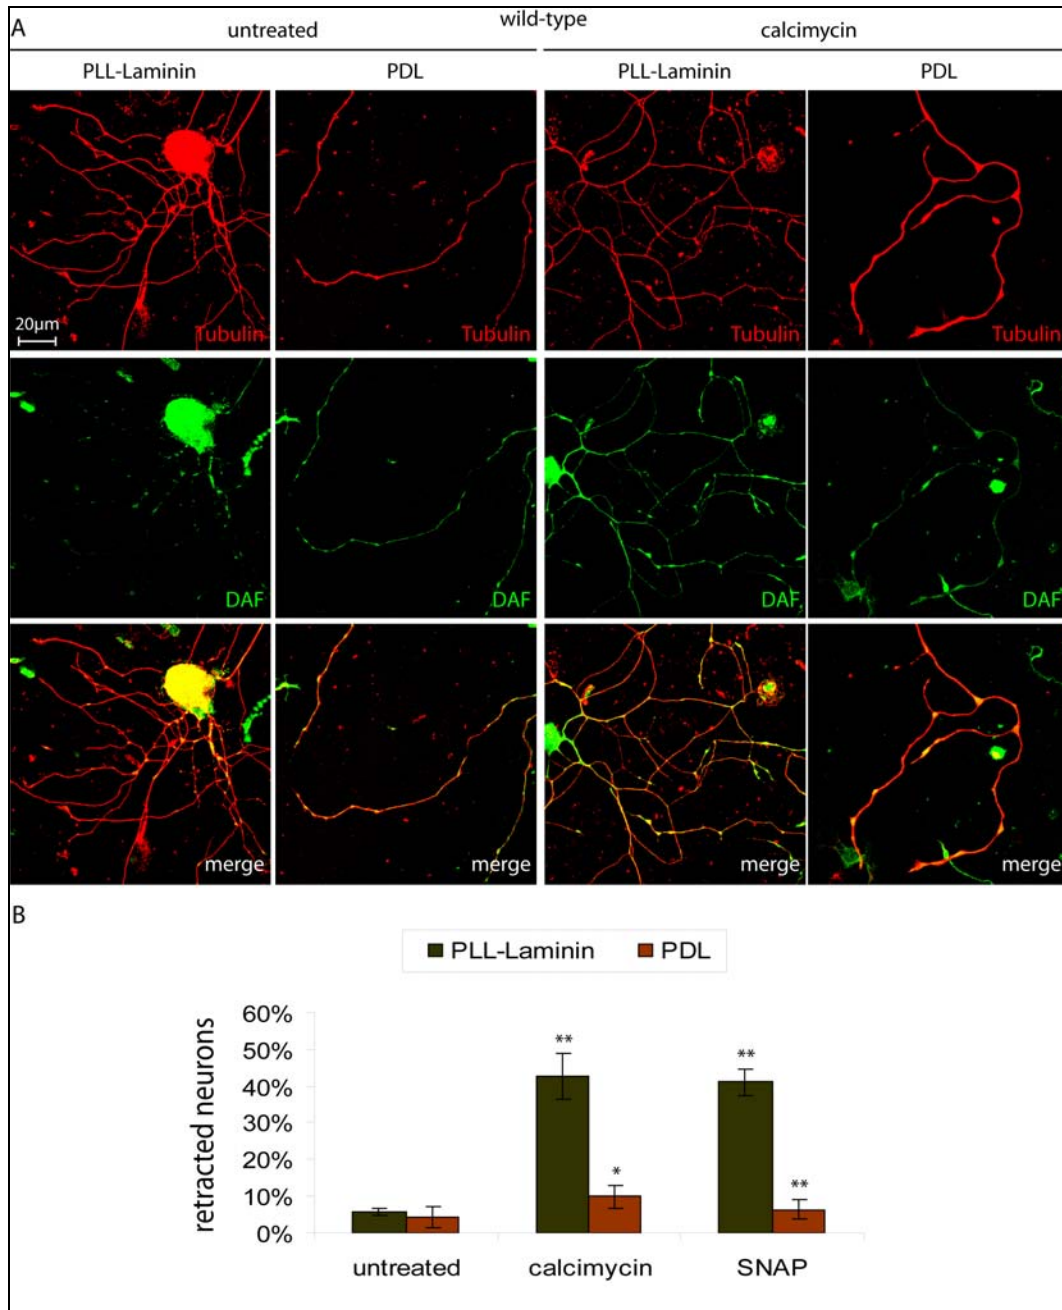 A
wild-type
untreated calcimycin
PLL-Laminin PDL PLL-Laminin PDL
20µm
Tubulin Tubulin Tubulin Tubulin
DAF DAF DAF DAF
merge merge merge merge
B
PLL-Laminin PDL
retracted neurons
60%
50%
40%
30%
20%
10%
0%
** * ** **
untreated calcimycin SNAP